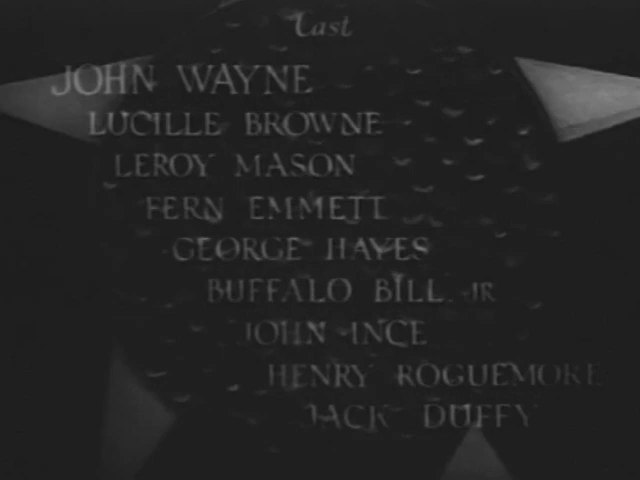 Cast
JOHN WAYNE
LUCILLE BROWNE
LEROY MASON
FERN EMMETT
GEORGE HAYES
BUFFALO BILL JR
JOHN INCE
HENRY ROGUEMORE
JACK DUFFY